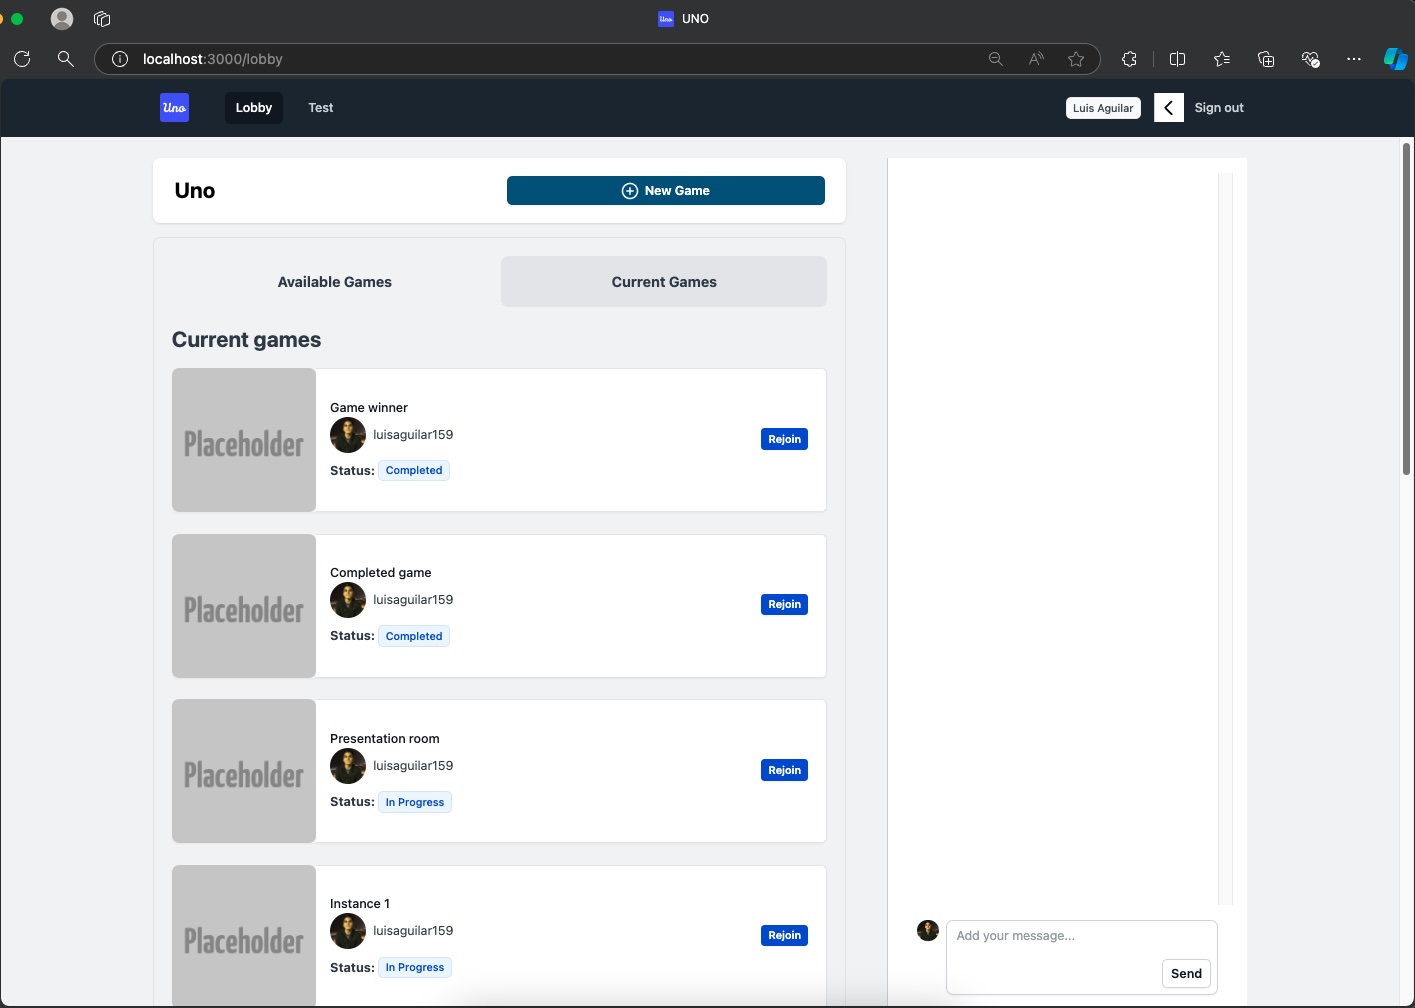 Uno
UNO
localhost:3000/lobby
Uno
Lobby
Test
Luis Aguilar
Sign out
Uno
New Game
Available Games
Current Games
Current games
Placeholder
Game winner
luisaguilar159
Status: Completed
Rejoin
Placeholder
Completed game
luisaguilar159
Status: Completed
Rejoin
Placeholder
Presentation room
luisaguilar159
Status: In Progress
Rejoin
Placeholder
Instance 1
luisaguilar159
Status: In Progress
Rejoin
Add your message...
Send